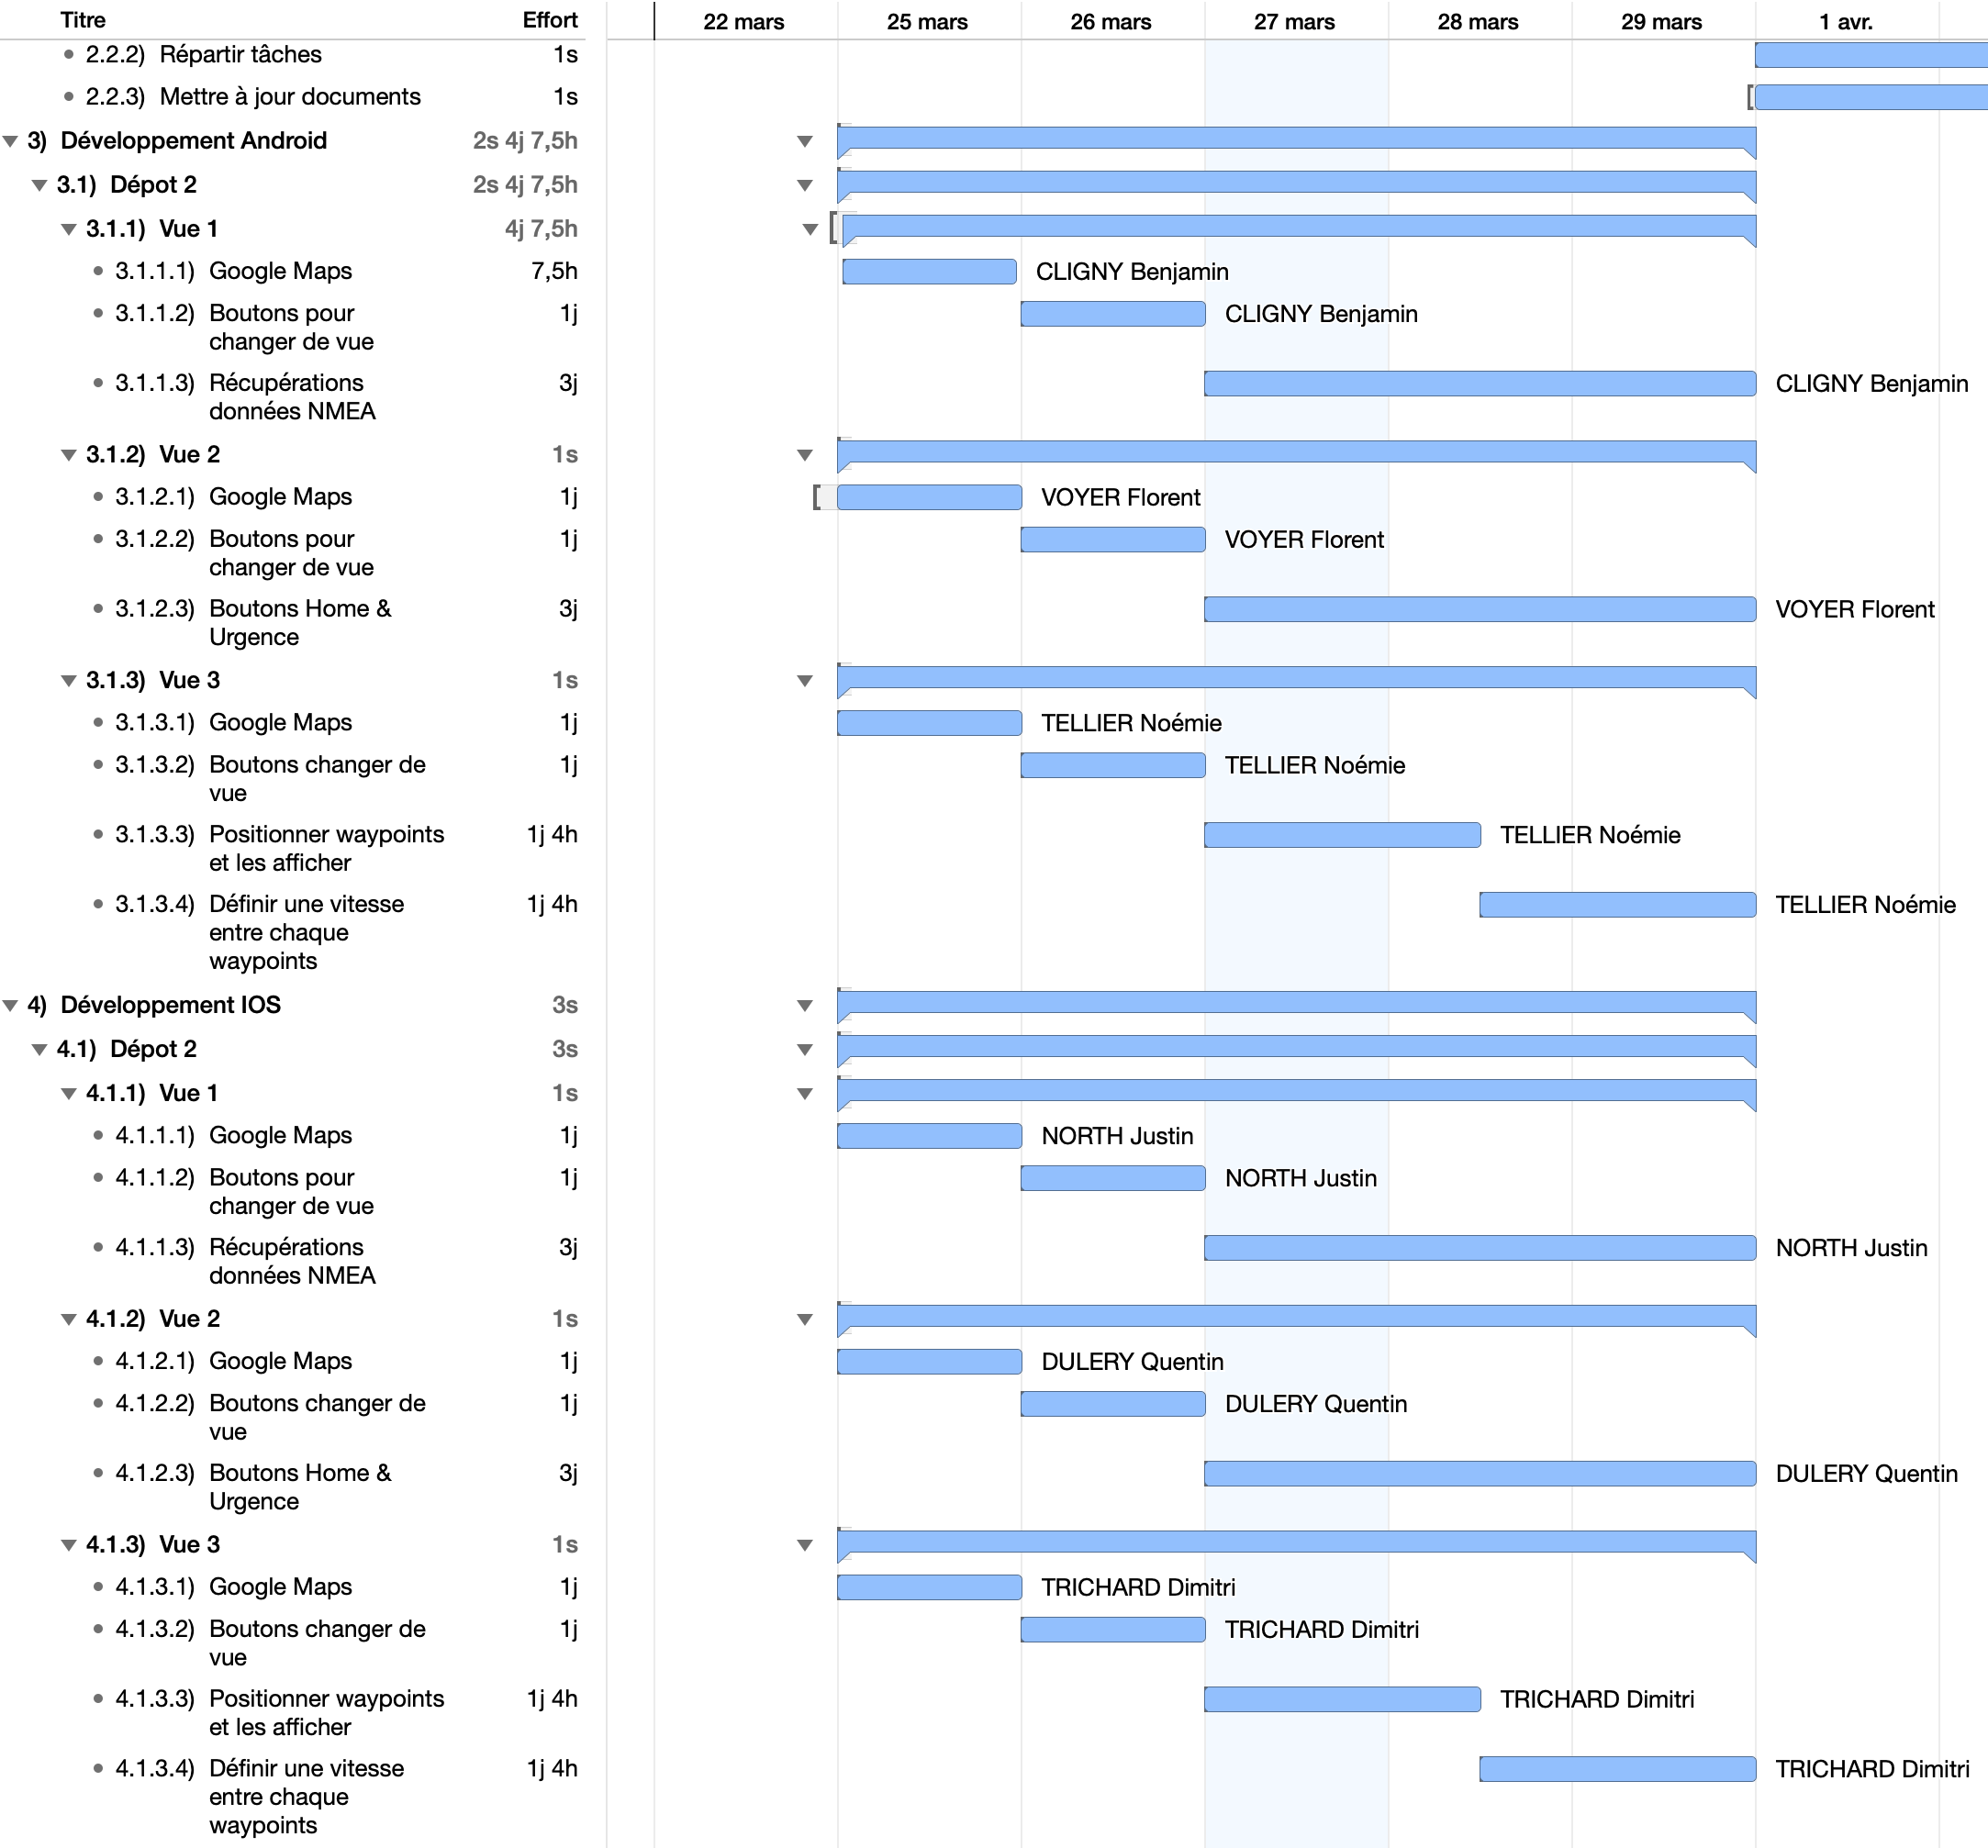 Titre Effort 22 mars 25 mars 26 mars 27 mars 28 mars 29 mars 1 avr.
2.2.2) Répartir tâches 1s
2.2.3) Mettre à jour documents 1s
3) Développement Android 2s 4j 7,5h
3.1) Dépot 2 2s 4j 7,5h
3.1.1) Vue 1 4j 7,5h
3.1.1.1) Google Maps 7,5h CLIGNY Benjamin
3.1.1.2) Boutons pour 1j CLIGNY Benjamin
changer de vue
3.1.1.3) Récupérations 3j CLIGNY Benjamin
données NMEA
3.1.2) Vue 2 1s
3.1.2.1) Google Maps 1j VOYER Florent
3.1.2.2) Boutons pour 1j VOYER Florent
changer de vue
3.1.2.3) Boutons Home & 3j VOYER Florent
Urgence
3.1.3) Vue 3 1s
3.1.3.1) Google Maps 1j TELLIER Noémie
3.1.3.2) Boutons changer de 1j TELLIER Noémie
vue
3.1.3.3) Positionner waypoints 1j 4h TELLIER Noémie
et les afficher
3.1.3.4) Définir une vitesse 1j 4h TELLIER Noémie
entre chaque
waypoints
4) Développement IOS 3s
4.1) Dépot 2 3s
4.1.1) Vue 1 1s
4.1.1.1) Google Maps 1j NORTH Justin
4.1.1.2) Boutons pour 1j NORTH Justin
changer de vue
4.1.1.3) Récupérations 3j NORTH Justin
données NMEA
4.1.2) Vue 2 1s
4.1.2.1) Google Maps 1j DULERY Quentin
4.1.2.2) Boutons changer de 1j DULERY Quentin
vue
4.1.2.3) Boutons Home & 3j DULERY Quentin
Urgence
4.1.3) Vue 3 1s
4.1.3.1) Google Maps 1j TRICHARD Dimitri
4.1.3.2) Boutons changer de 1j TRICHARD Dimitri
vue
4.1.3.3) Positionner waypoints 1j 4h TRICHARD Dimitri
et les afficher
4.1.3.4) Définir une vitesse 1j 4h TRICHARD Dimitri
entre chaque
waypoints